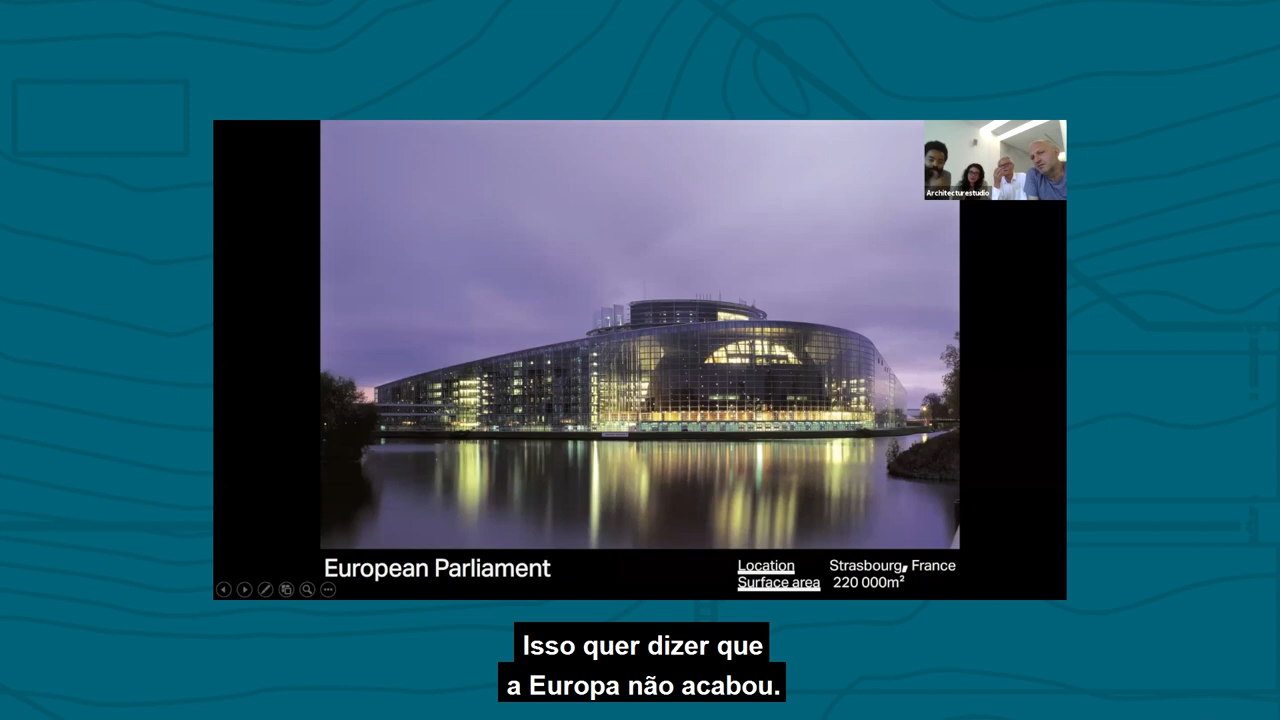 Architecturestudio
European Parliament
Location Strasbourg, France
Surface area 220 000m²
Isso quer dizer que
a Europa não acabou.